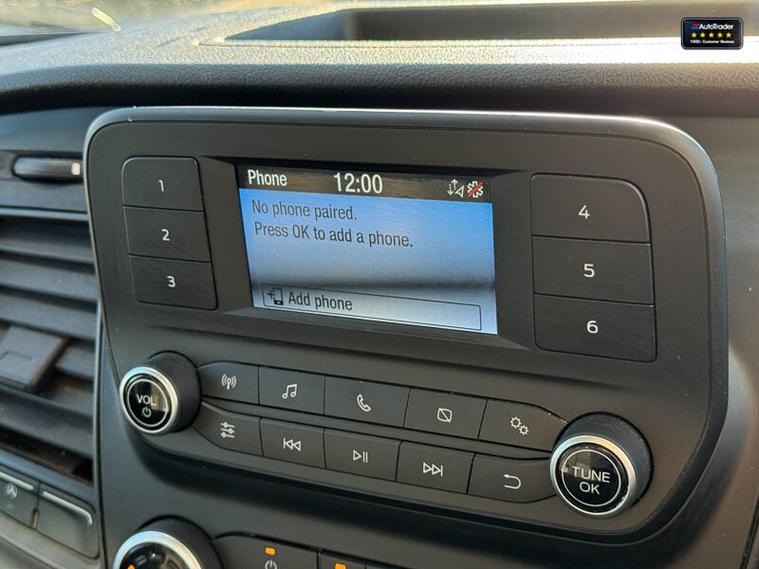 AutoTrader
Phone 12:00
No phone paired.
Press OK to add a phone.
Add phone
1
2
3
4
5
6
VOL
TUNE
OK